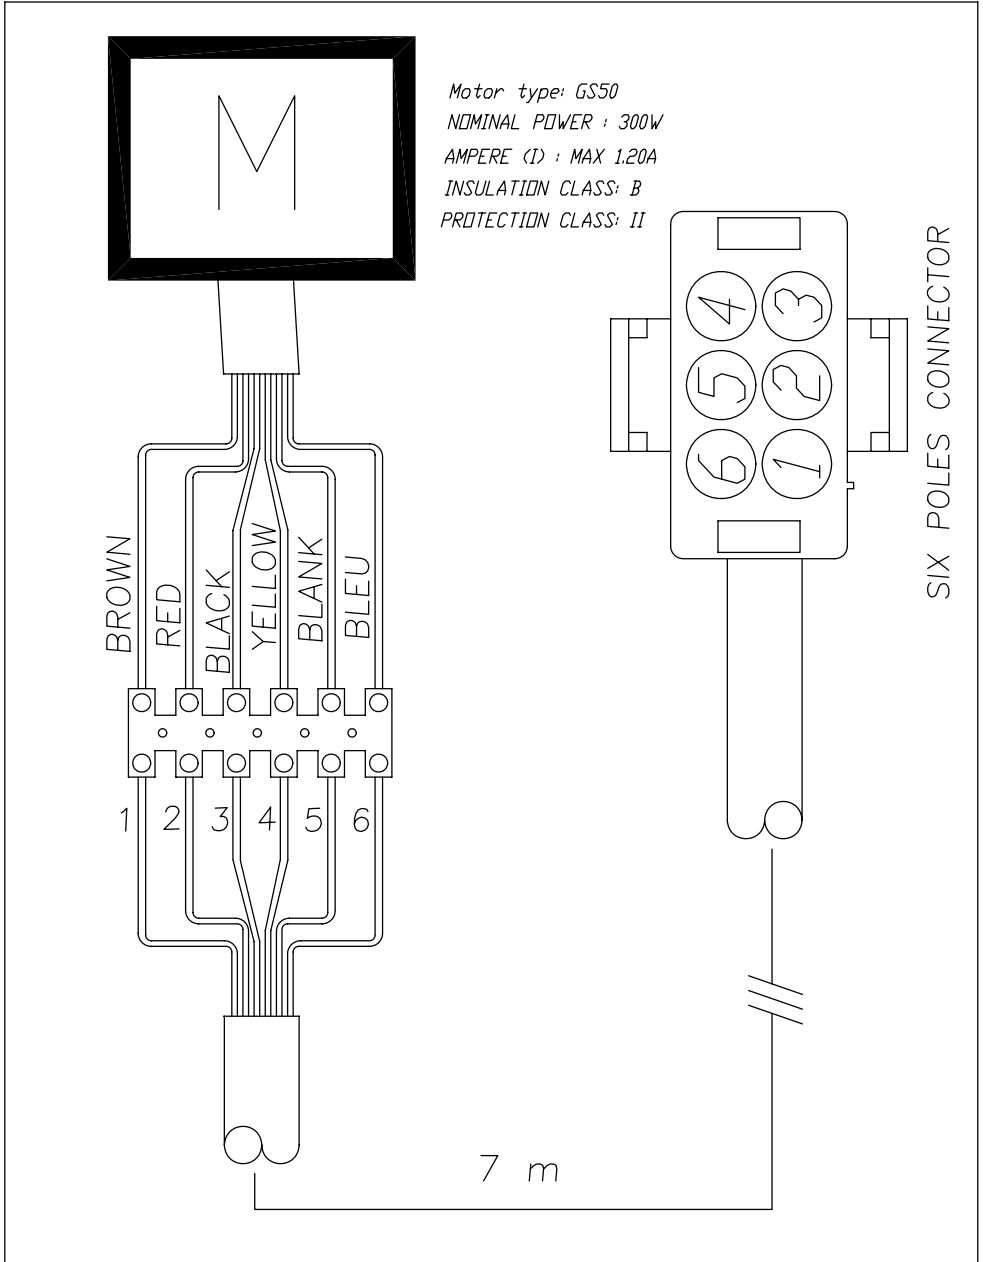 M
Motor type: GS50
NOMINAL POWER : 300W
AMPERE (I) : MAX 1.20A
INSULATION CLASS: B
PROTECTION CLASS: II
4 3
5 2
6 1
SIX POLES CONNECTOR
BROWN
RED
BLACK
YELLOW
BLANK
BLEU
1 2 3 4 5 6
7 m